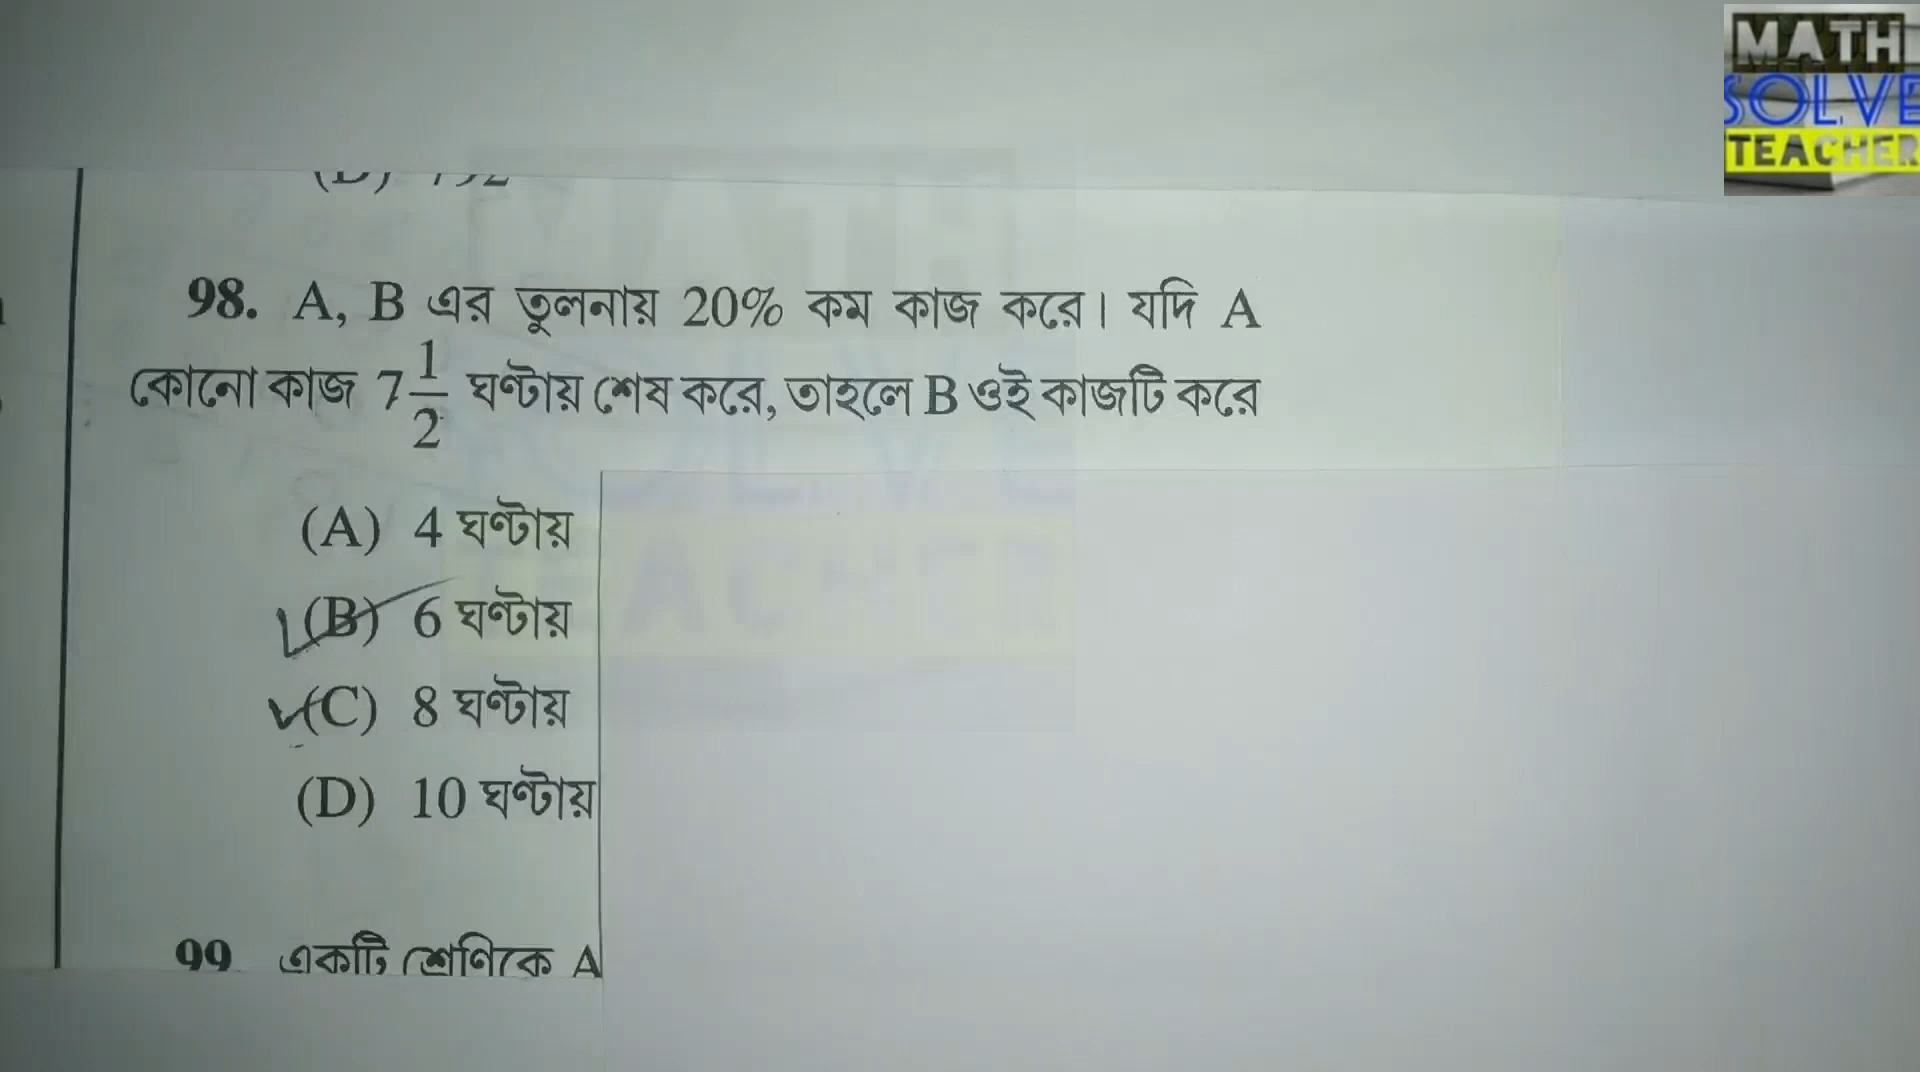 MATH
SOLVE
TEACHER
98. A, B এর তুলনায় 20% কম কাজ করে। যদি A
কোনো কাজ 7 1/2 ঘণ্টায় শেষ করে, তাহলে B ওই কাজটি করে
(A) 4 ঘণ্টায়
(B) 6 ঘণ্টায়
(C) 8 ঘণ্টায়
(D) 10 ঘণ্টায়
99 একটি শ্রেণিকে A